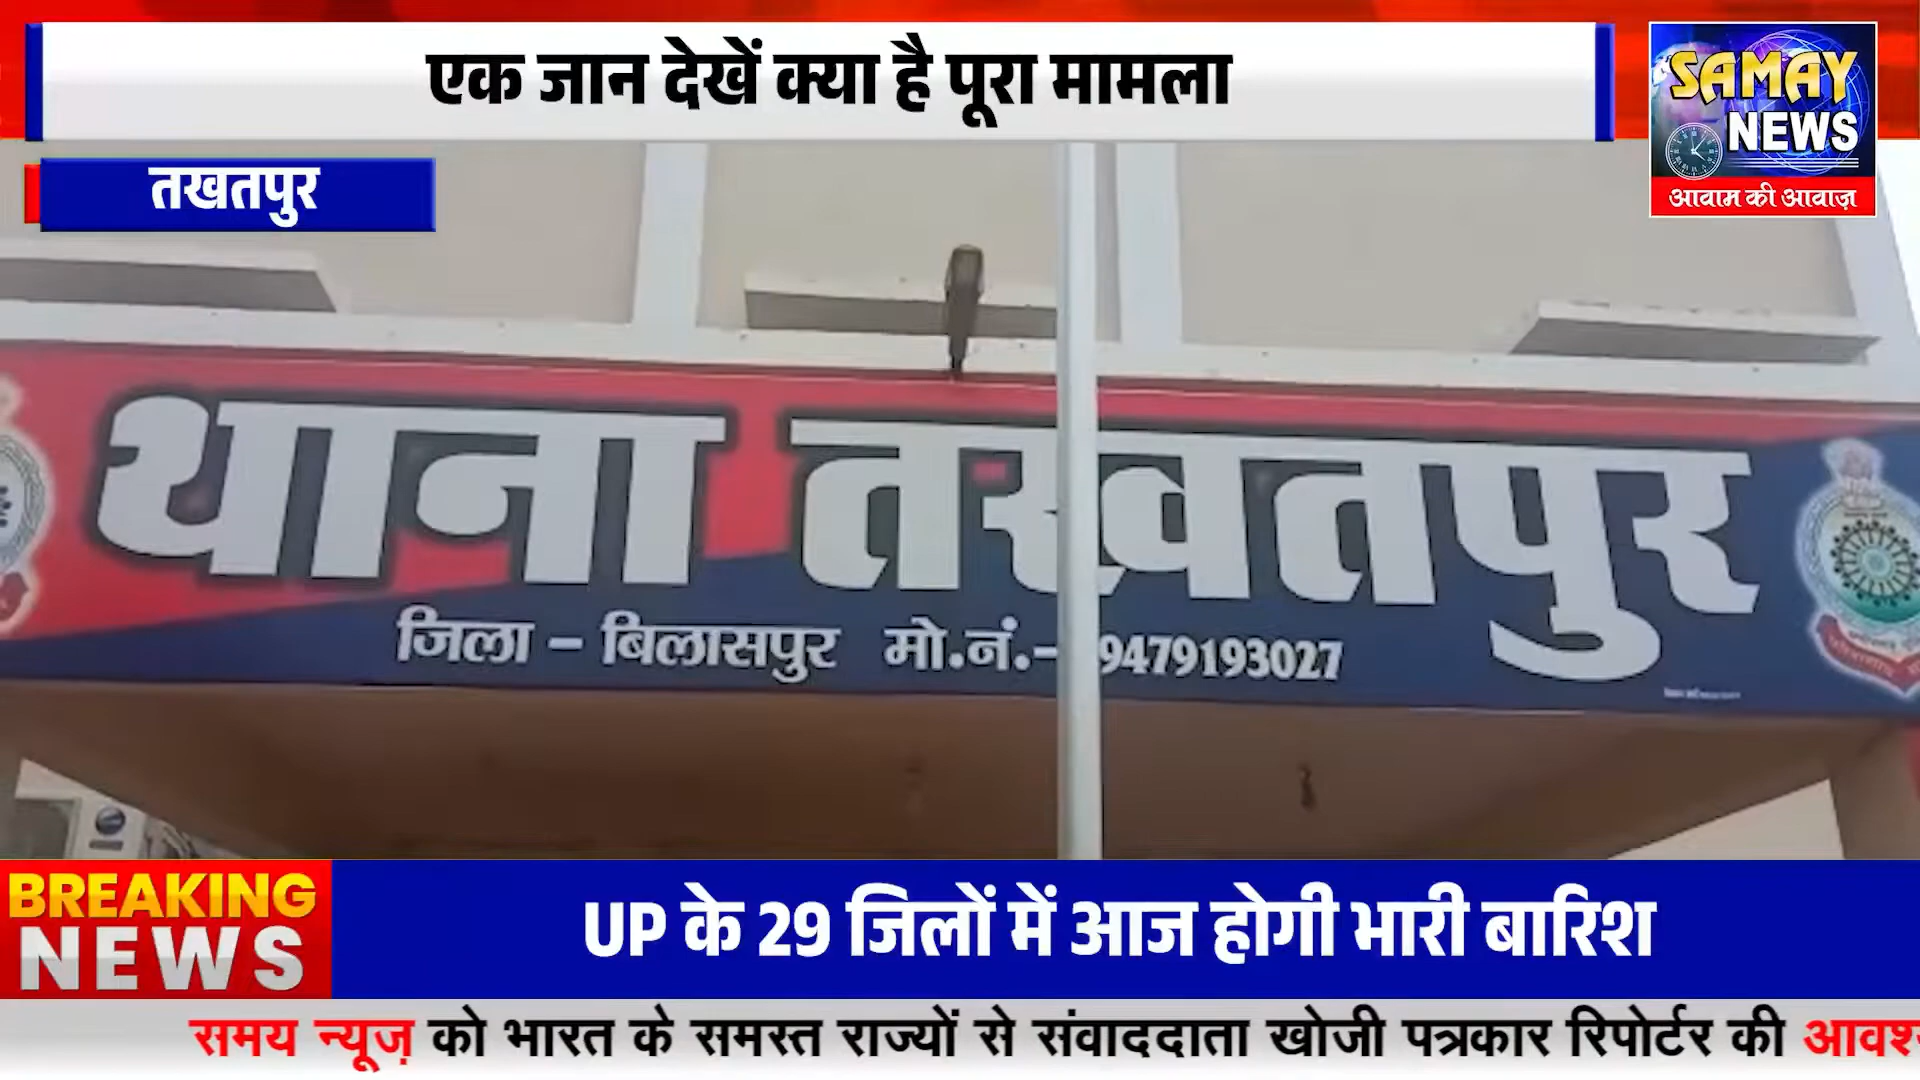 एक जान देखें क्या है पूरा मामला
SAMAY
NEWS
आवाम की आवाज़
तखतपुर
थाना तखतपुर
जिला - बिलासपुर मो.नं.- 9479193027
BREAKING
NEWS
UP के 29 जिलों में आज होगी भारी बारिश
समय न्यूज़ को भारत के समस्त राज्यों से संवाददाता खोजी पत्रकार रिपोर्टर की